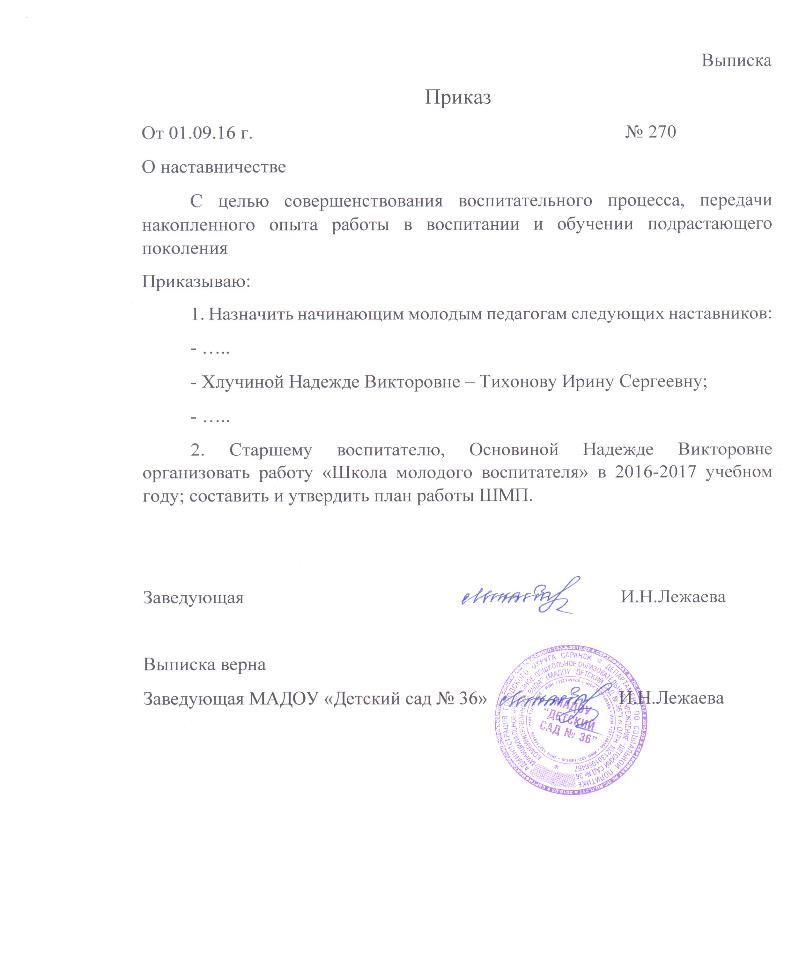 Выписка
Приказ
От 01.09.16 г. № 270
О наставничестве
С целью совершенствования воспитательного процесса, передачи
накопленного опыта работы в воспитании и обучении подрастающего
поколения
Приказываю:
1. Назначить начинающим молодым педагогам следующих наставников:
- …..
- Хлучиной Надежде Викторовне – Тихонову Ирину Сергеевну;
- …..
2. Старшему воспитателю, Основиной Надежде Викторовне
организовать работу «Школа молодого воспитателя» в 2016-2017 учебном
году; составить и утвердить план работы ШМП.
Заведующая И.Н.Лежаева
Выписка верна
Заведующая МАДОУ «Детский сад № 36» И.Н.Лежаева
МАДОУ
"ДЕТСКИЙ
САД № 36"